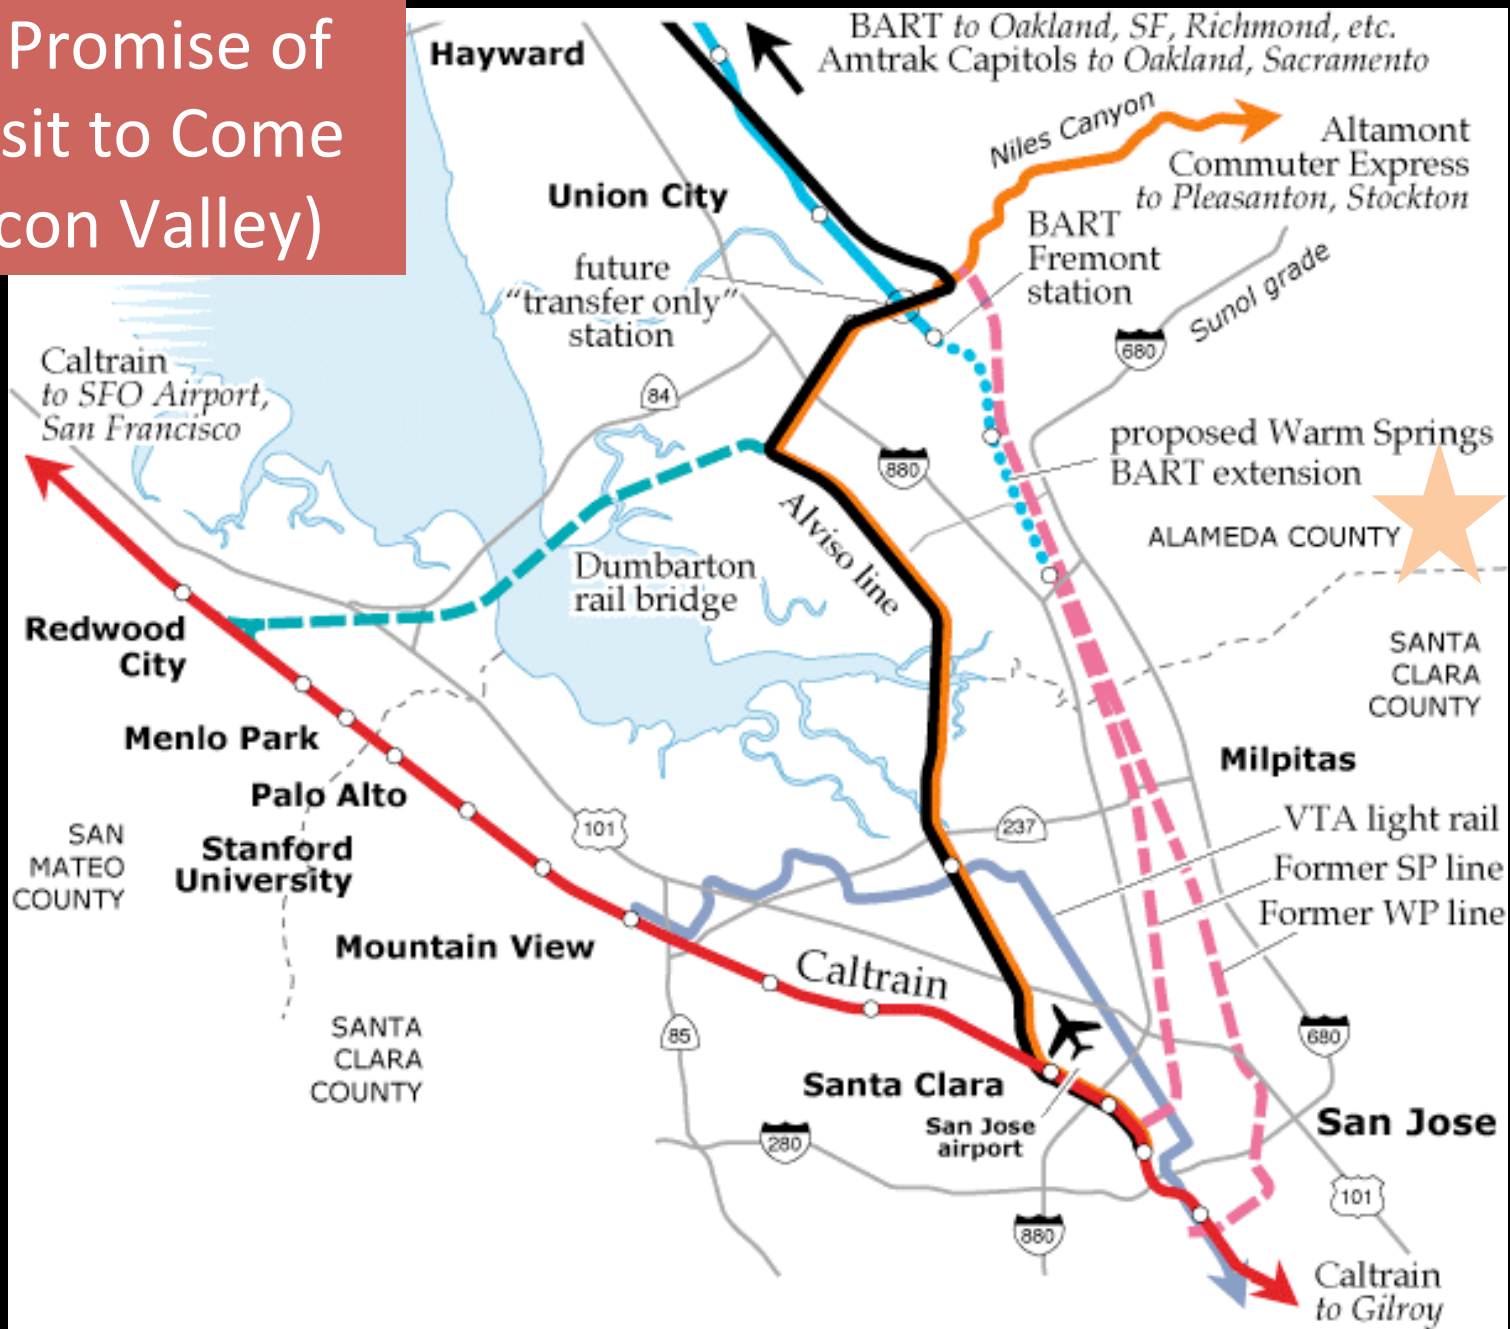 Promise of
sit to Come
con Valley)
Hayward
BART to Oakland, SF, Richmond, etc.
Amtrak Capitols to Oakland, Sacramento
Niles Canyon
Altamont
Commuter Express
to Pleasanton, Stockton
Union City
BART
Fremont
station
future
“transfer only”
station
Sunol grade
680
Caltrain
to SFO Airport,
San Francisco
84
880
proposed Warm Springs
BART extension
ALAMEDA COUNTY
Alviso line
Dumbarton
rail bridge
Redwood
City
SANTA
CLARA
COUNTY
Menlo Park
Milpitas
Palo Alto
101
237
VTA light rail
SAN
MATEO
COUNTY
Stanford
University
Former SP line
Former WP line
Mountain View
Caltrain
SANTA
CLARA
COUNTY
85
680
Santa Clara
San Jose
airport
San Jose
280
101
880
Caltrain
to Gilroy